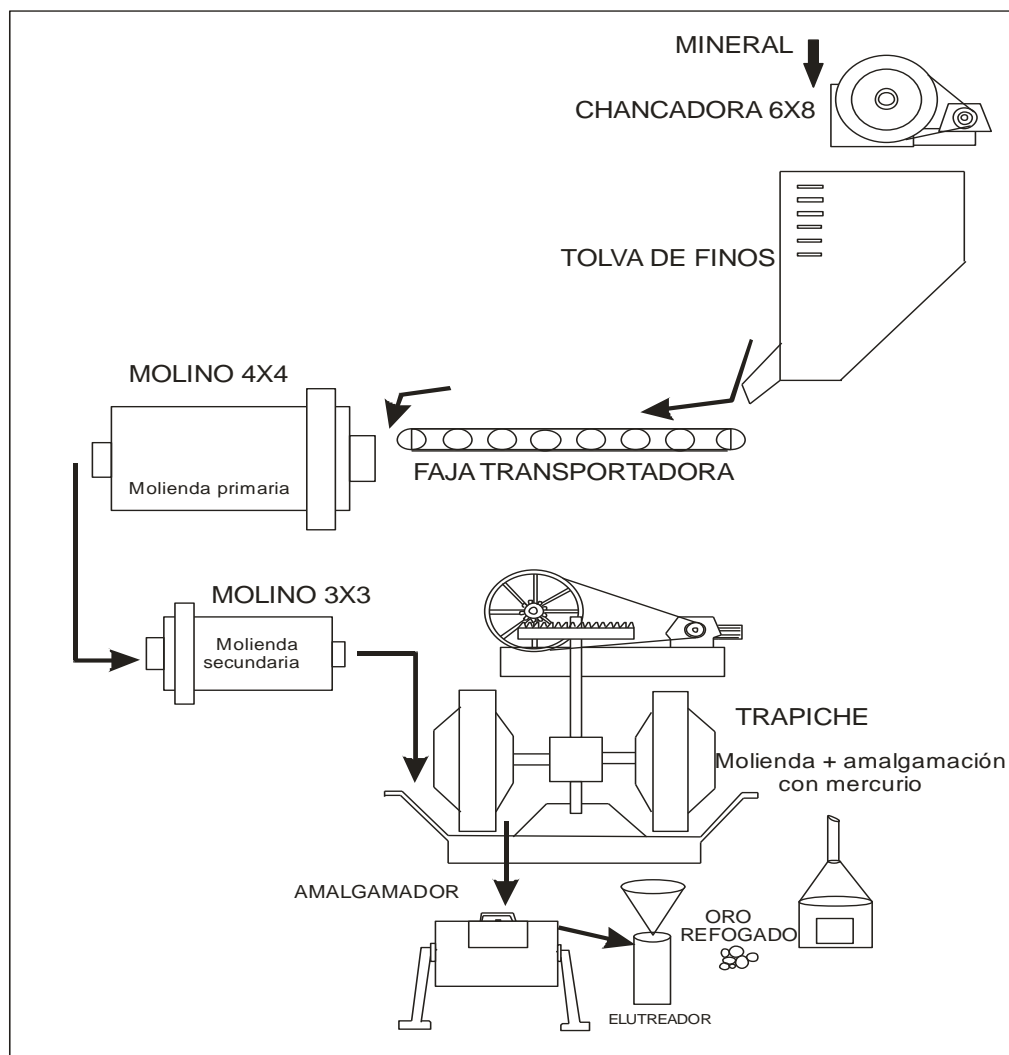 MINERAL
CHANCADORA 6X8
TOLVA DE FINOS
MOLINO 4X4
Molienda primaria
FAJA TRANSPORTADORA
MOLINO 3X3
Molienda
secundaria
TRAPICHE
Molienda + amalgamación
con mercurio
AMALGAMADOR
ORO
REFOGADO
ELUTREADOR